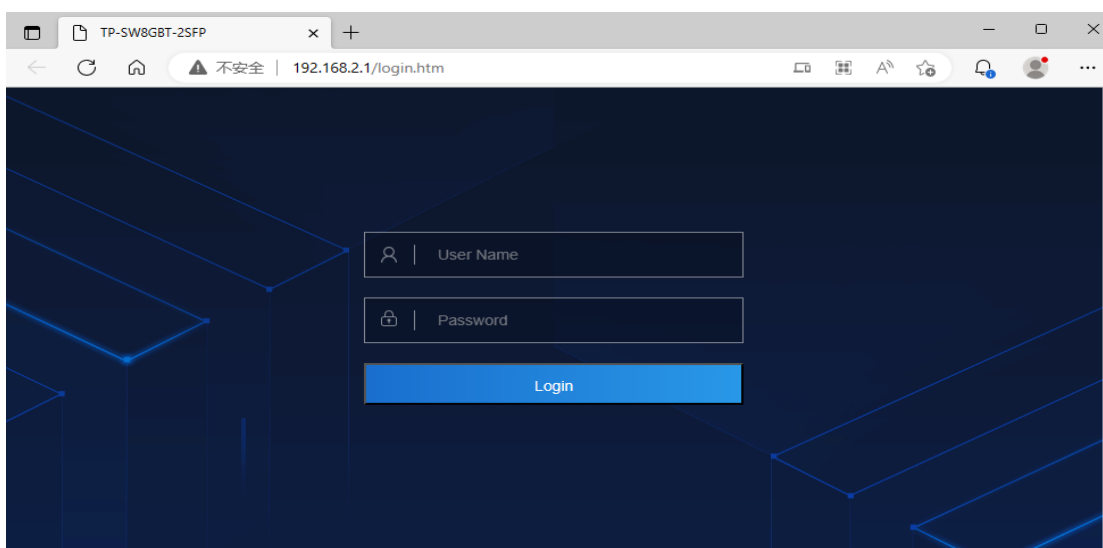 TP-SW8GBT-2SFP
不安全 192.168.2.1/login.htm
User Name
Password
Login